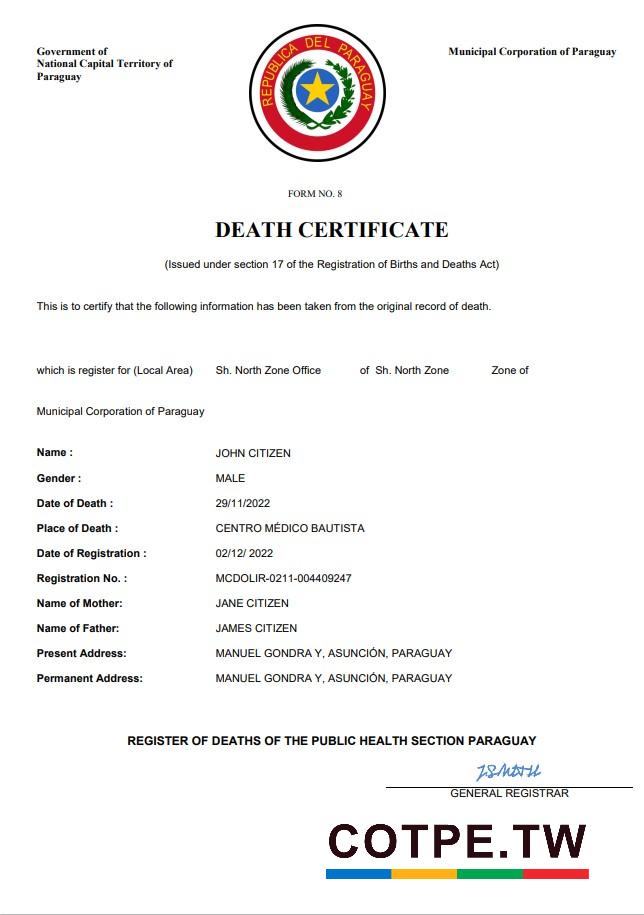 Government of
National Capital Territory of
Paraguay
Municipal Corporation of Paraguay
REPUBLICA DEL PARAGUAY
FORM NO. 8
DEATH CERTIFICATE
(Issued under section 17 of the Registration of Births and Deaths Act)
This is to certify that the following information has been taken from the original record of death.
which is register for (Local Area) Sh. North Zone Office of Sh. North Zone Zone of
Municipal Corporation of Paraguay
Name : JOHN CITIZEN
Gender : MALE
Date of Death : 29/11/2022
Place of Death : CENTRO MÉDICO BAUTISTA
Date of Registration : 02/12/ 2022
Registration No. : MCDOLIR-0211-004409247
Name of Mother: JANE CITIZEN
Name of Father: JAMES CITIZEN
Present Address: MANUEL GONDRA Y, ASUNCIÓN, PARAGUAY
Permanent Address: MANUEL GONDRA Y, ASUNCIÓN, PARAGUAY
REGISTER OF DEATHS OF THE PUBLIC HEALTH SECTION PARAGUAY
GENERAL REGISTRAR
COTPE.TW